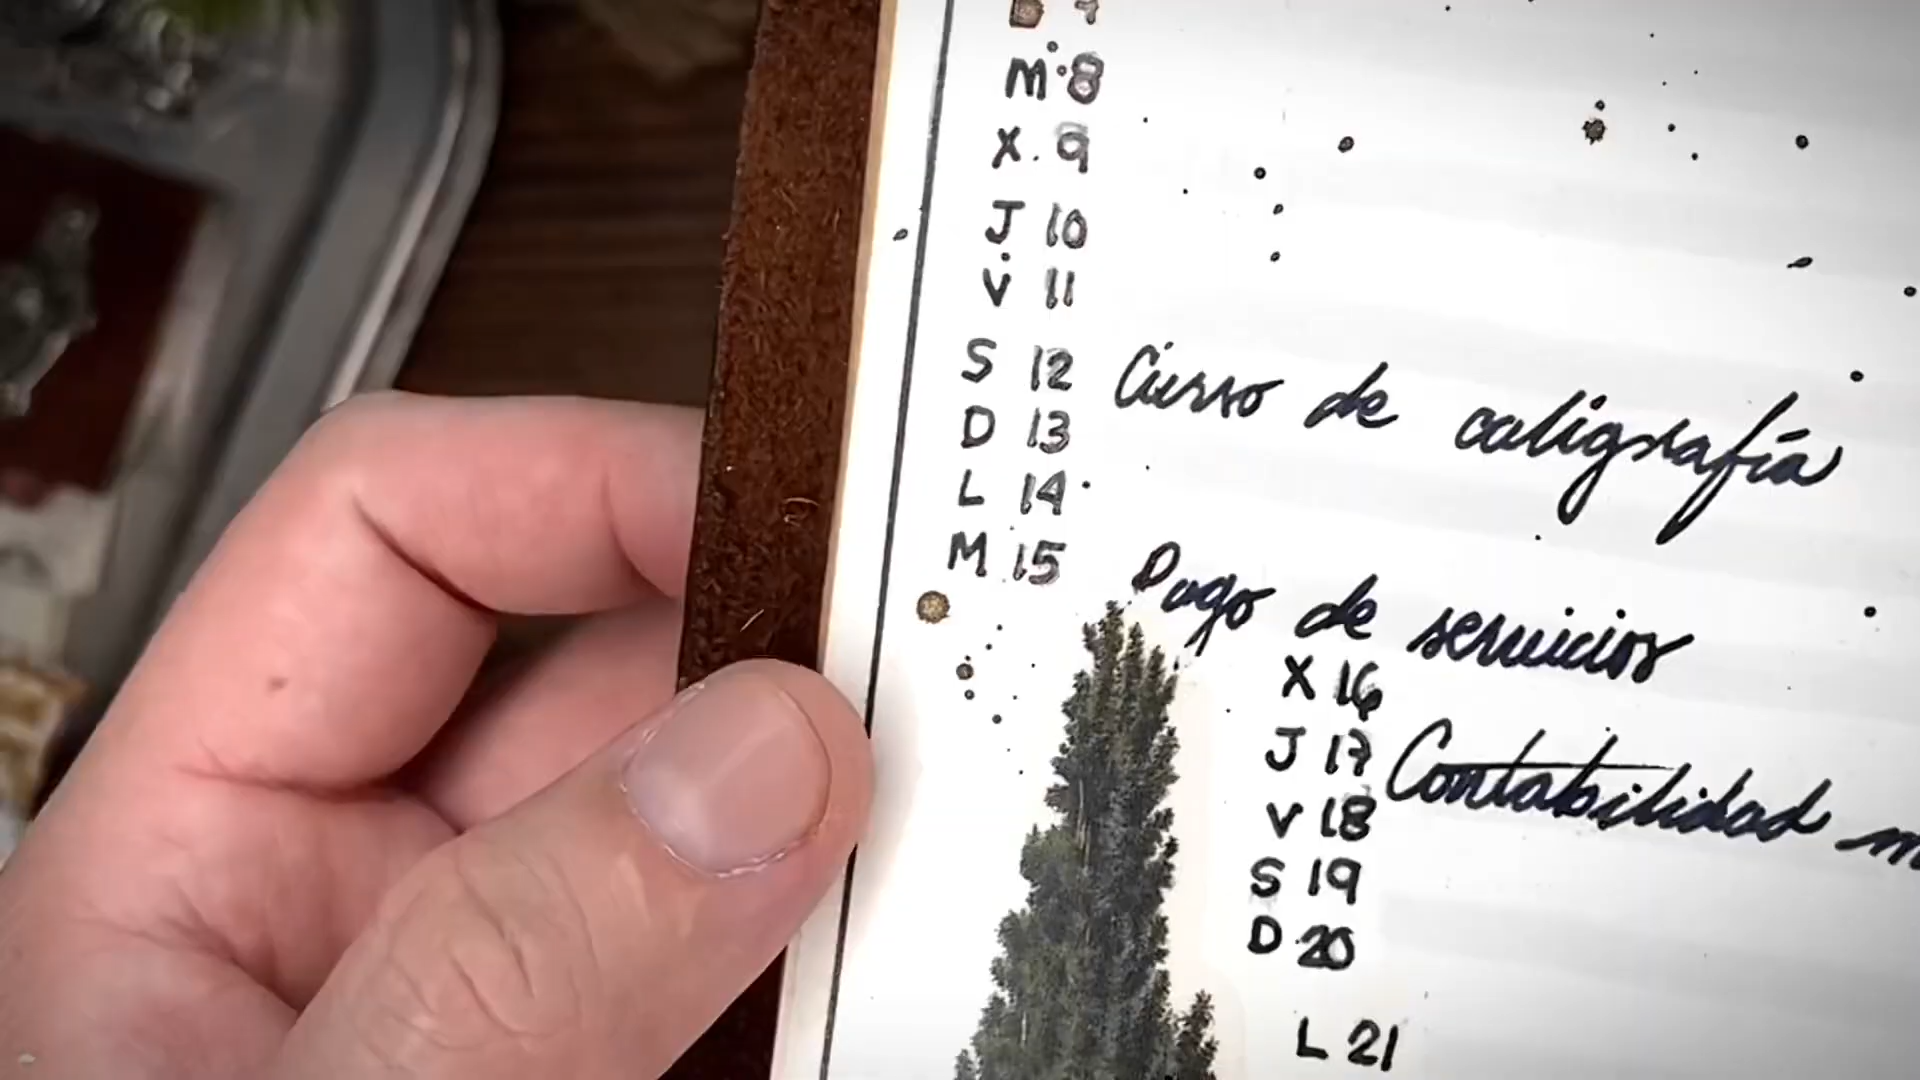 M 8
X 9
J 10
V 11
S 12 Curso de caligrafía
D 13
L 14
M 15 Pago de servicios
X 16
J 17 Contabilidad
V 18
S 19
D 20
L 21